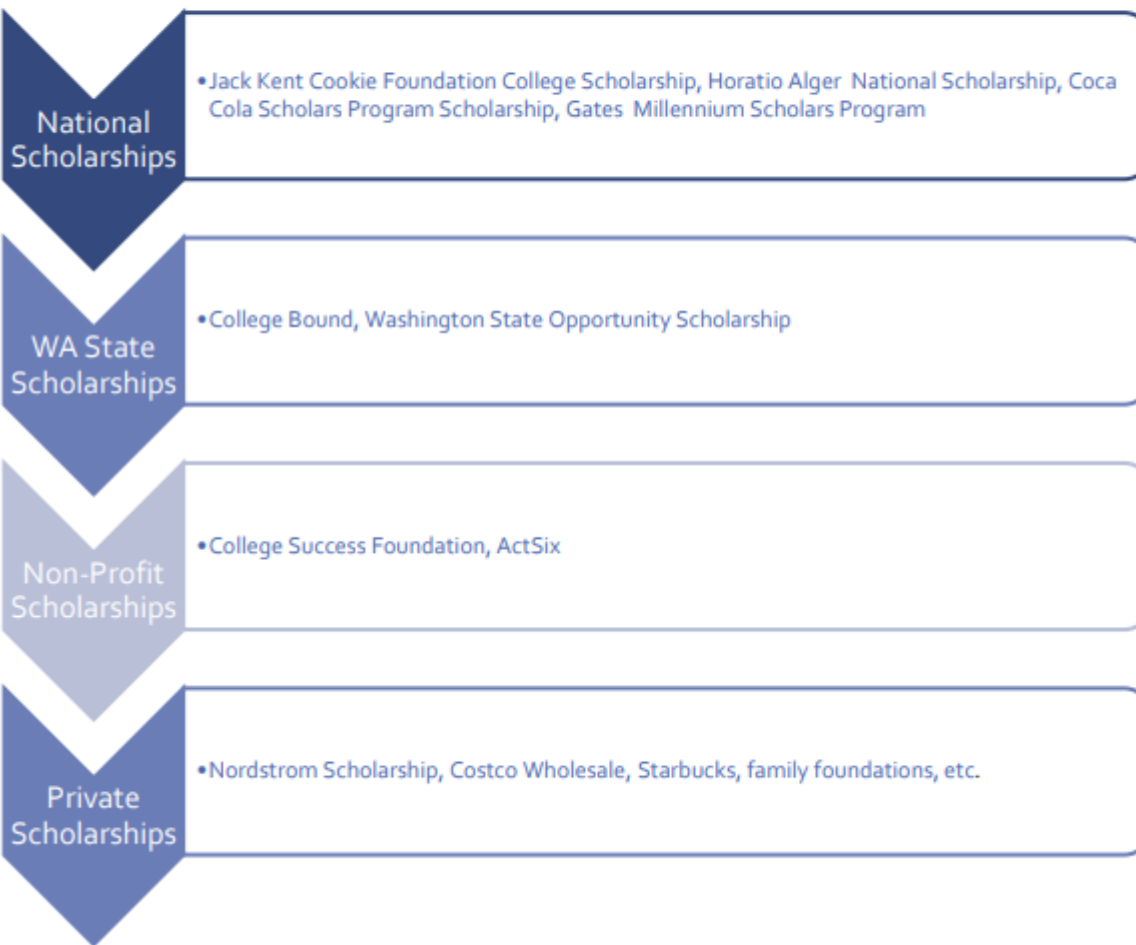 National
Scholarships
•Jack Kent Cookie Foundation College Scholarship, Horatio Alger National Scholarship, Coca
Cola Scholars Program Scholarship, Gates Millennium Scholars Program
WA State
Scholarships
•College Bound, Washington State Opportunity Scholarship
Non-Profit
Scholarships
•College Success Foundation, ActSix
Private
Scholarships
•Nordstrom Scholarship, Costco Wholesale, Starbucks, family foundations, etc.